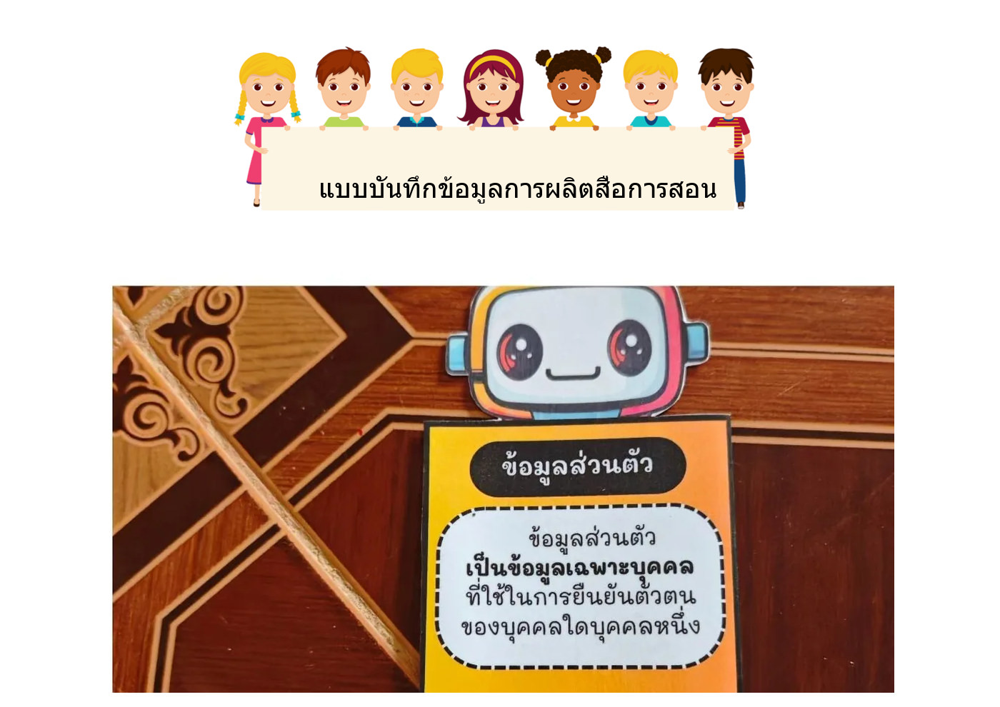 แบบบันทึกข้อมูลการผลิตสื่อการสอน
ข้อมูลส่วนตัว
ข้อมูลส่วนตัว
เป็นข้อมูลเฉพาะบุคคล
ที่ใช้ในการยืนยันตัวตน
ของบุคคลใดบุคคลหนึ่ง